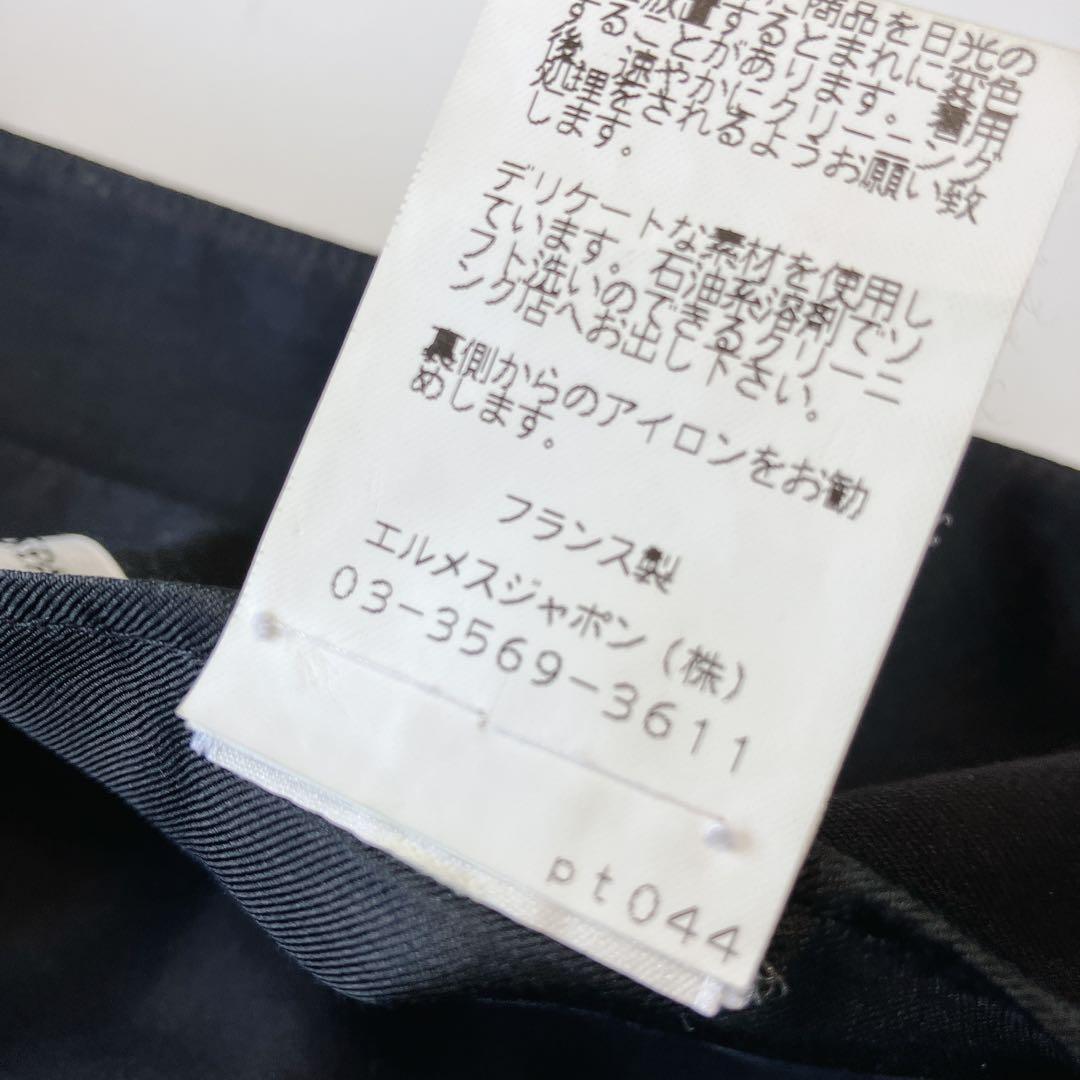 商品を日光の
放置するとまれに変色
することがあります。着用
後、速やかにクリーニング
処理をされるようお願い致
します。
デリケートな素材を使用し
ています。石油系溶剤でソ
フト洗いのできるクリーニ
ング店へお出し下さい。
裏側からのアイロンをお勧
めします。
フランス製
エルメスジャポン(株)
03-3569-3611
pt044